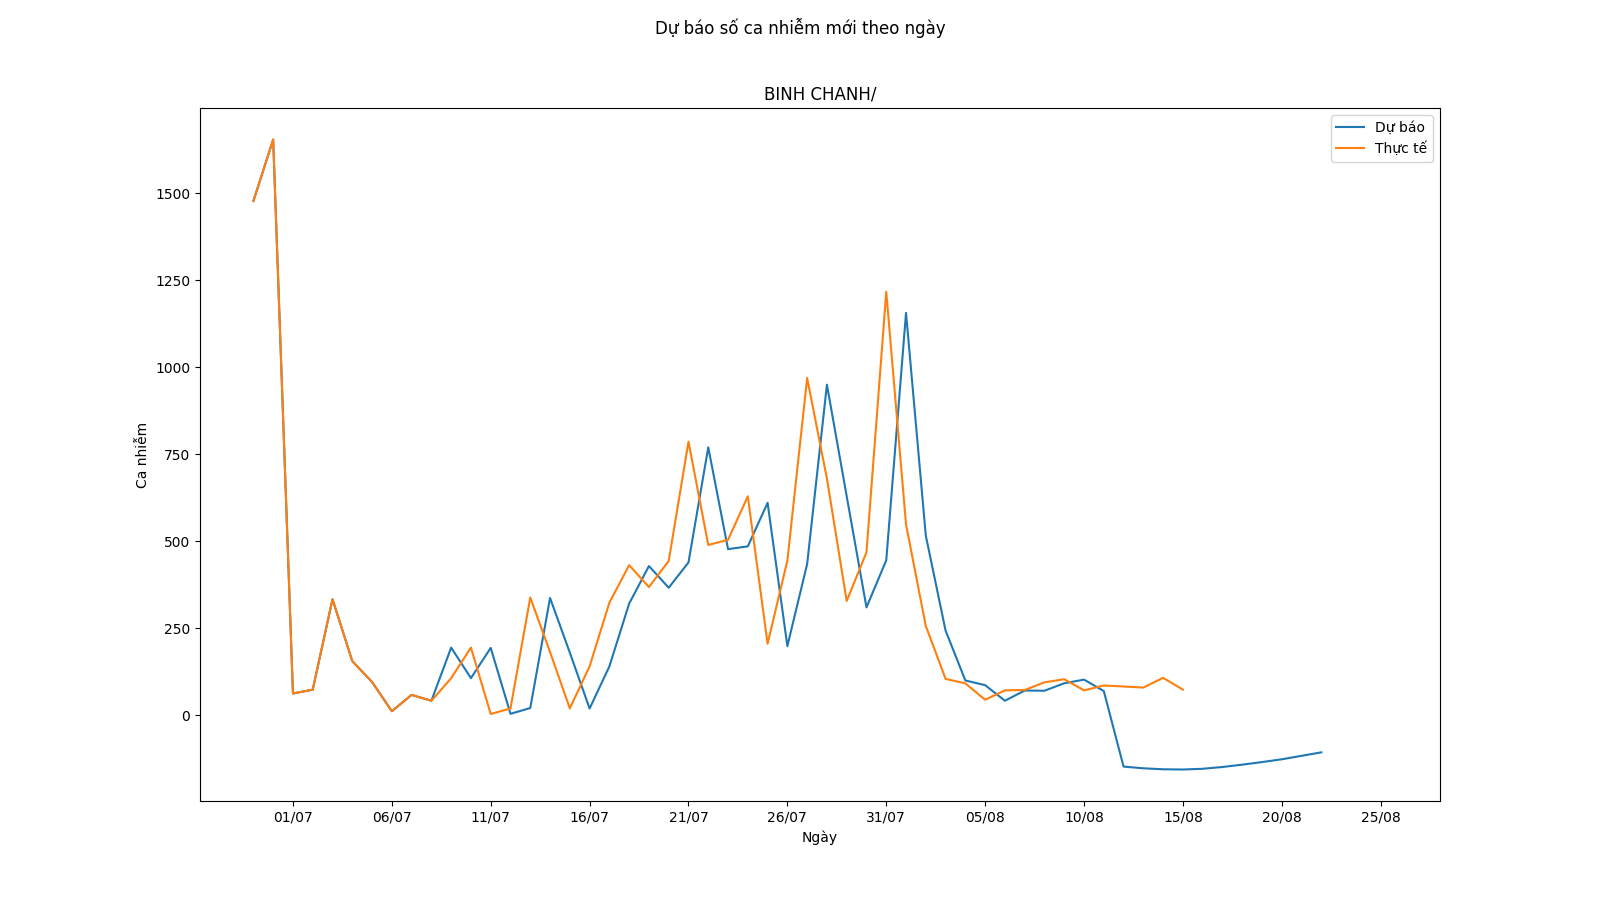 Dự báo số ca nhiễm mới theo ngày
BINH CHANH/
Dự báo
Thực tế
1500
1250
1000
750
500
250
0
Ca nhiễm
01/07 06/07 11/07 16/07 21/07 26/07 31/07 05/08 10/08 15/08 20/08 25/08
Ngày